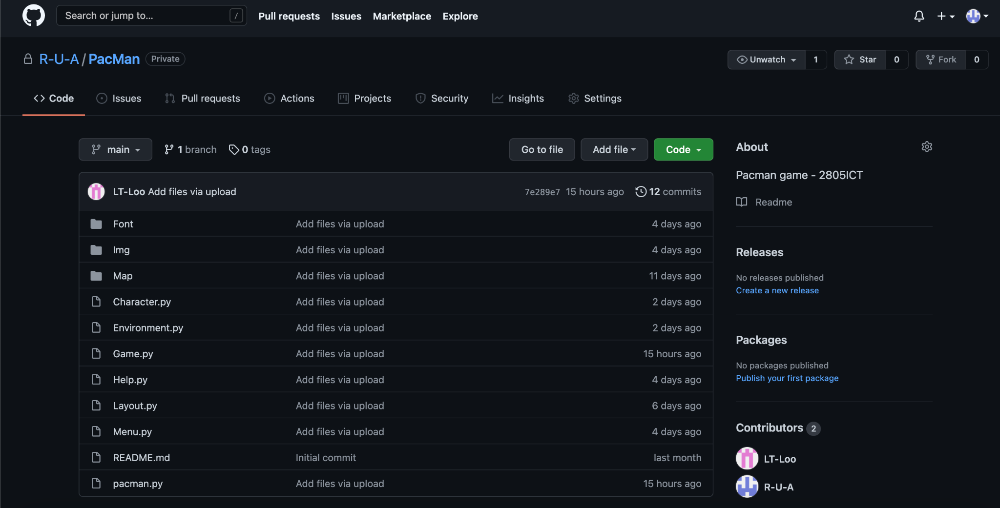 Search or jump to... /
Pull requests Issues Marketplace Explore
R-U-A / PacMan Private
Unwatch 1 Star 0 Fork 0
Code Issues Pull requests Actions Projects Security Insights Settings
main 1 branch 0 tags
Go to file Add file Code
LT-Loo Add files via upload 7e289e7 15 hours ago 12 commits
Font Add files via upload 4 days ago
Img Add files via upload 4 days ago
Map Add files via upload 11 days ago
Character.py Add files via upload 2 days ago
Environment.py Add files via upload 2 days ago
Game.py Add files via upload 15 hours ago
Help.py Add files via upload 4 days ago
Layout.py Add files via upload 6 days ago
Menu.py Add files via upload 4 days ago
README.md Initial commit last month
pacman.py Add files via upload 15 hours ago
About
Pacman game - 2805ICT
Readme
Releases
No releases published
Create a new release
Packages
No packages published
Publish your first package
Contributors 2
LT-Loo
R-U-A